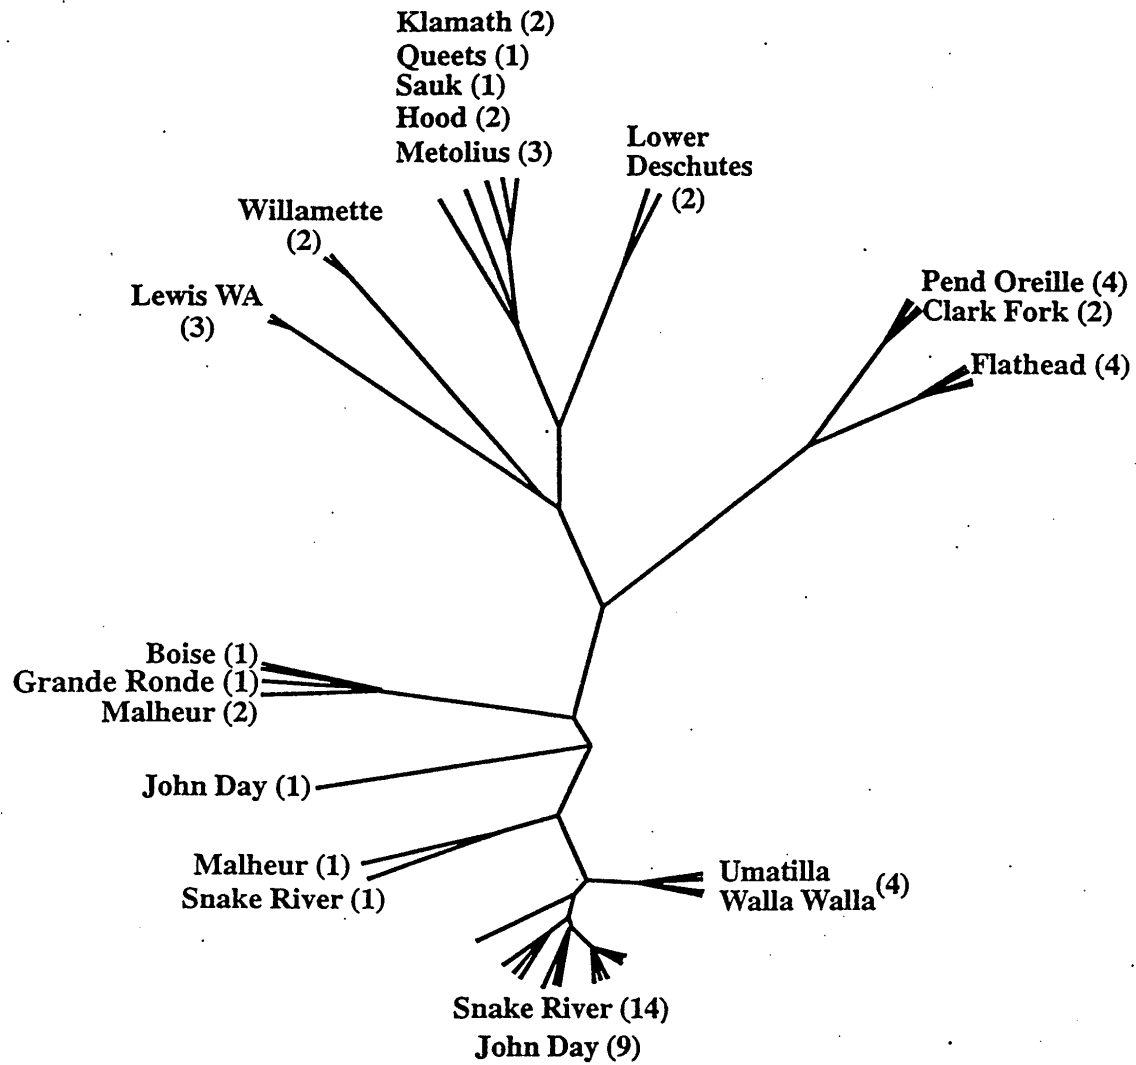 Klamath (2)
Queets (1)
Sauk (1)
Hood (2)
Metolius (3)
Lower
Deschutes
(2)
Willamette
(2)
Lewis WA
(3)
Pend Oreille (4)
Clark Fork (2)
Flathead (4)
Boise (1)
Grande Ronde (1)
Malheur (2)
John Day (1)
Malheur (1)
Snake River (1)
Umatilla
Walla Walla (4)
Snake River (14)
John Day (9)